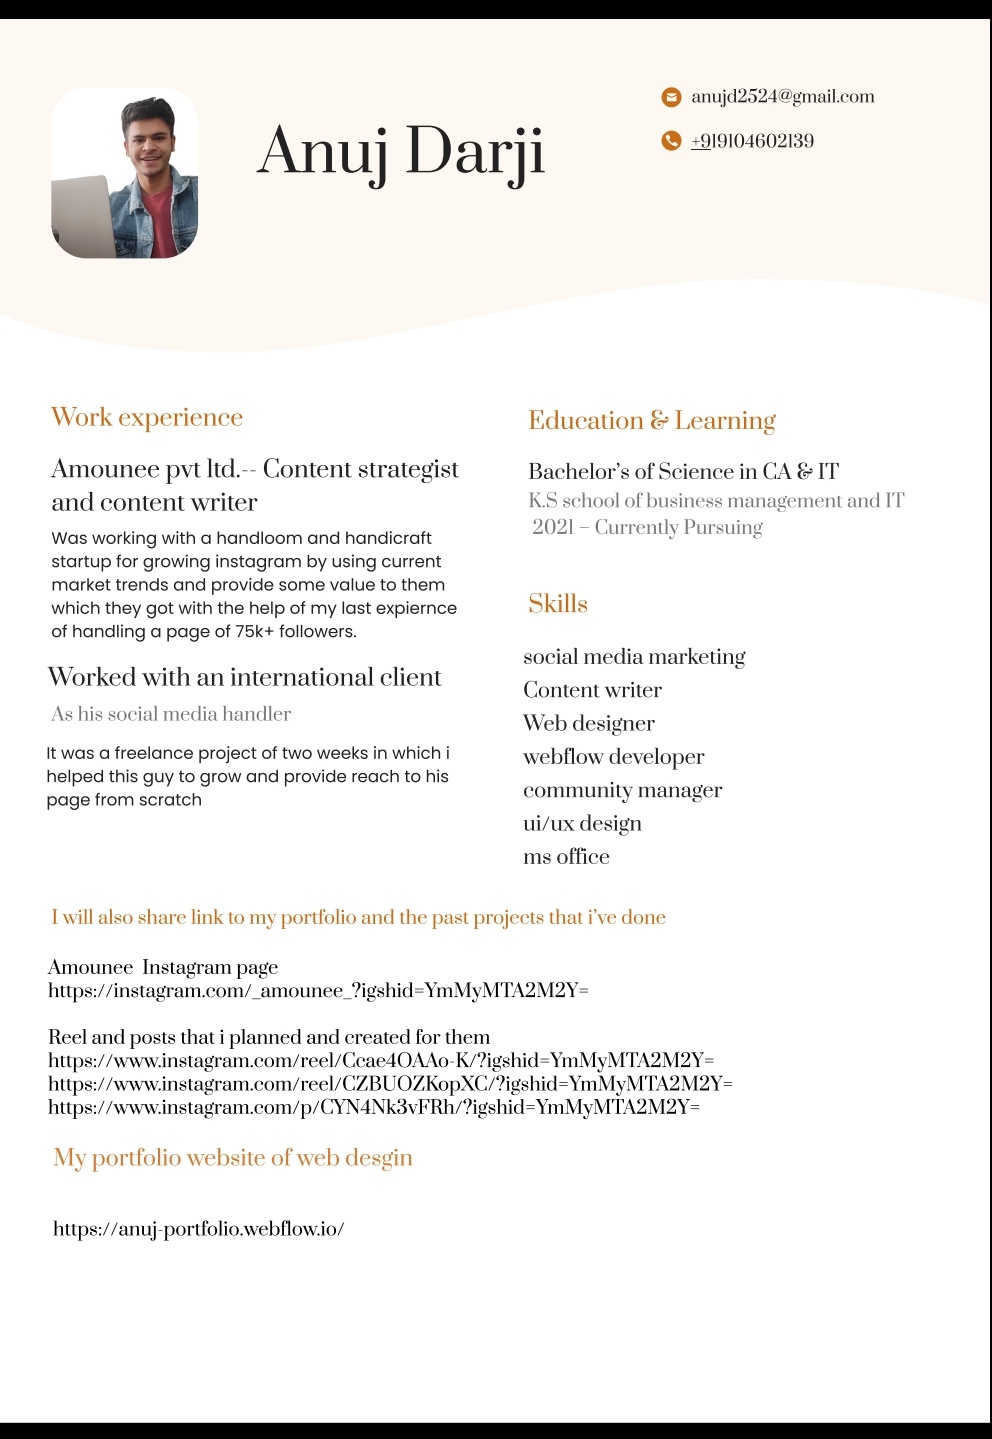 Anuj Darji
anujd2524@gmail.com
+919104602139
Work experience
Amounee pvt ltd.-- Content strategist
and content writer
Was working with a handloom and handicraft
startup for growing instagram by using current
market trends and provide some value to them
which they got with the help of my last expiernce
of handling a page of 75k+ followers.
Worked with an international client
As his social media handler
It was a freelance project of two weeks in which i
helped this guy to grow and provide reach to his
page from scratch
Education & Learning
Bachelor's of Science in CA & IT
K.S school of business management and IT
2021 – Currently Pursuing
Skills
social media marketing
Content writer
Web designer
webflow developer
community manager
ui/ux design
ms office
I will also share link to my portfolio and the past projects that i've done
Amounee Instagram page
https://instagram.com/_amounee_?igshid=YmMyMTA2M2Y=
Reel and posts that i planned and created for them
https://www.instagram.com/reel/Ccae4OAAo-K/?igshid=YmMyMTA2M2Y=
https://www.instagram.com/reel/CZBUOZKopXC/?igshid=YmMyMTA2M2Y=
https://www.instagram.com/p/CYN4Nk3vFRh/?igshid=YmMyMTA2M2Y=
My portfolio website of web desgin
https://anuj-portfolio.webflow.io/